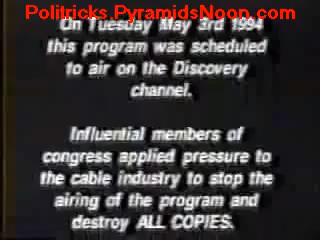 Politricks.PyramidsNoon.com
On Tuesday May 3rd 1994
this program was scheduled
to air on the Discovery
channel.
Influential members of
congress applied pressure to
the cable industry to stop the
airing of the program and
destroy ALL COPIES.